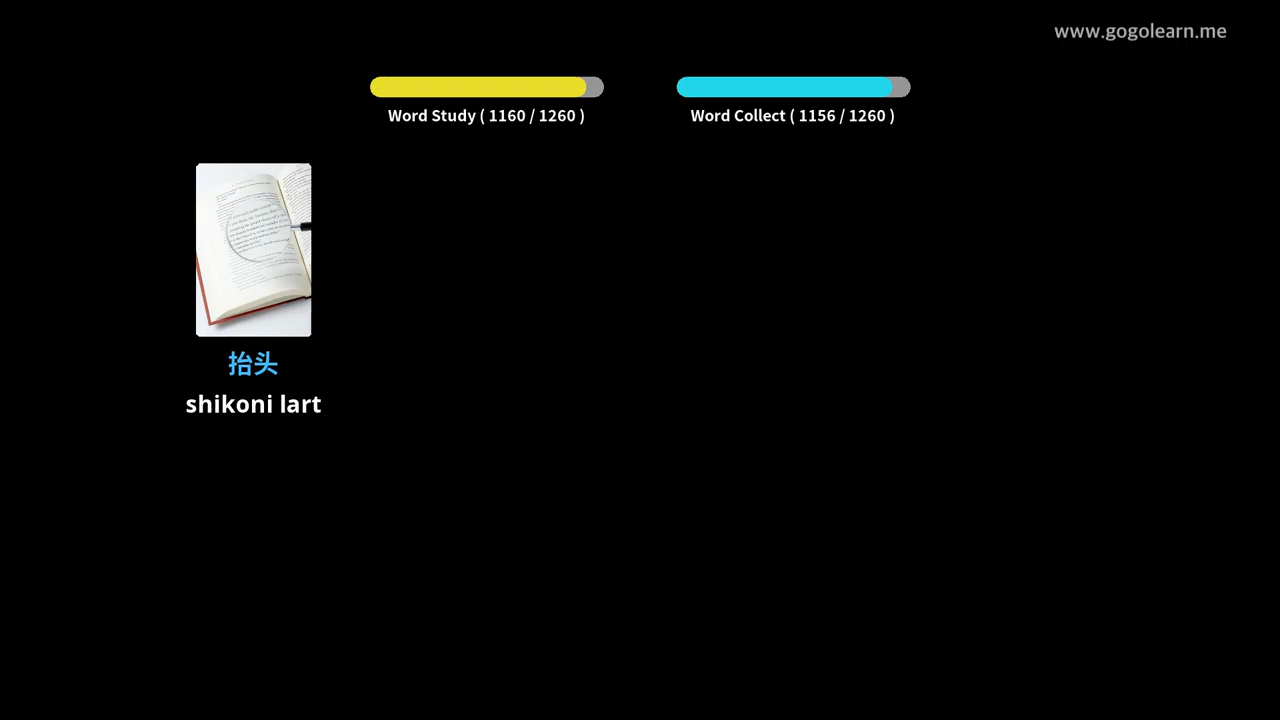 www.gogolearn.me
Word Study ( 1160 / 1260 )
Word Collect ( 1156 / 1260 )
抬头
shikoni lart